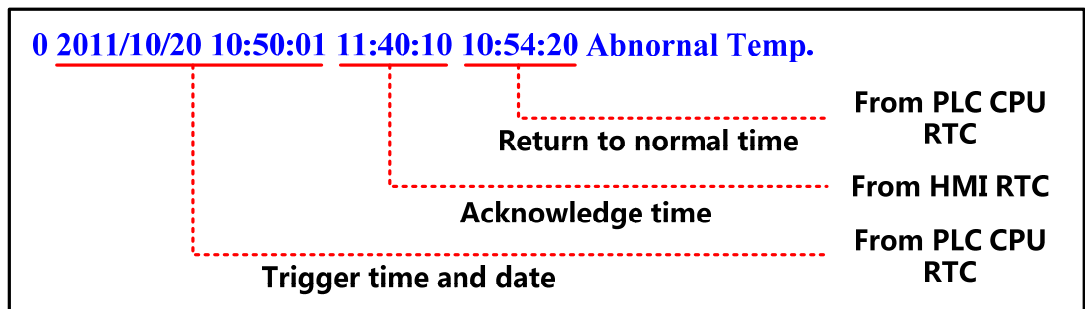 0 2011/10/20 10:50:01 11:40:10 10:54:20 Abnornal Temp.
From PLC CPU
RTC
Return to normal time
From HMI RTC
Acknowledge time
From PLC CPU
RTC
Trigger time and date